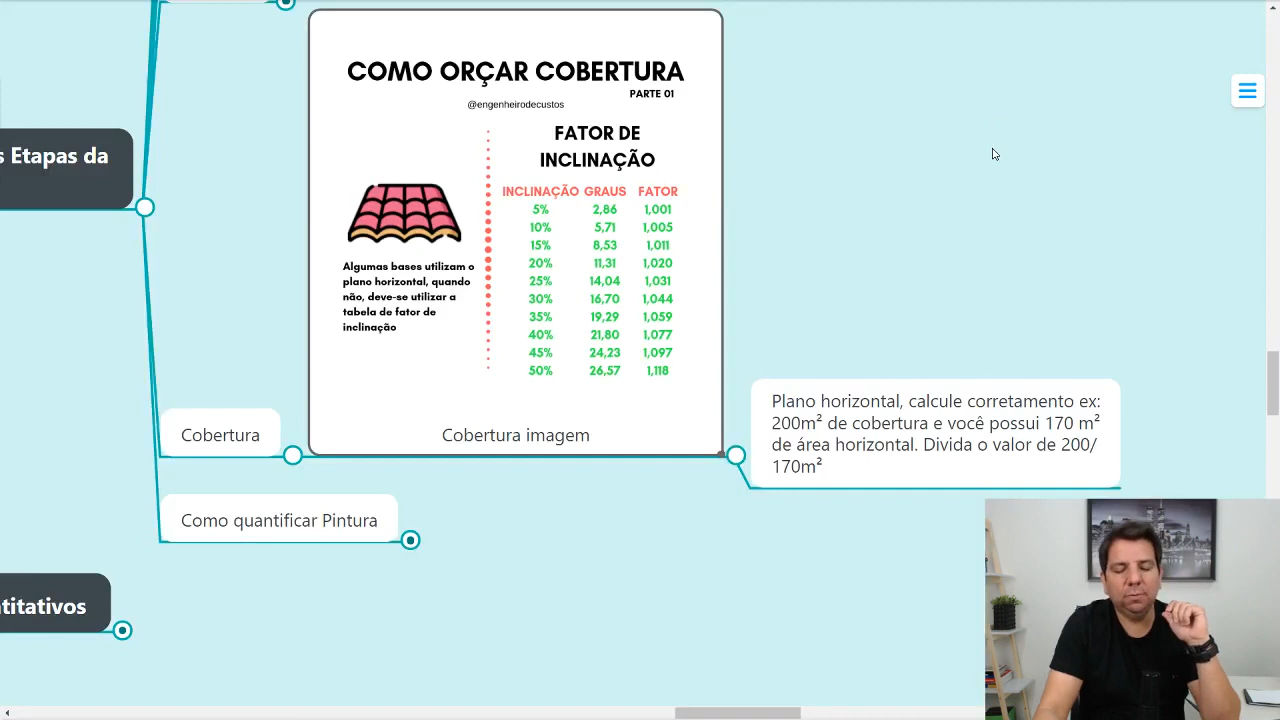 COMO ORÇAR COBERTURA
PARTE 01
@engenheirodecustos
FATOR DE
INCLINAÇÃO
INCLINAÇÃO GRAUS FATOR
5% 2,86 1,001
10% 5,71 1,005
15% 8,53 1,011
20% 11,31 1,020
25% 14,04 1,031
30% 16,70 1,044
35% 19,29 1,059
40% 21,80 1,077
45% 24,23 1,097
50% 26,57 1,118
Algumas bases utilizam o
plano horizontal, quando
não, deve-se utilizar a
tabela de fator de
inclinação
s Etapas da
Cobertura
Cobertura imagem
Plano horizontal, calcule corretamento ex:
200m² de cobertura e você possui 170 m²
de área horizontal. Divida o valor de 200/
170m²
Como quantificar Pintura
ntitativos